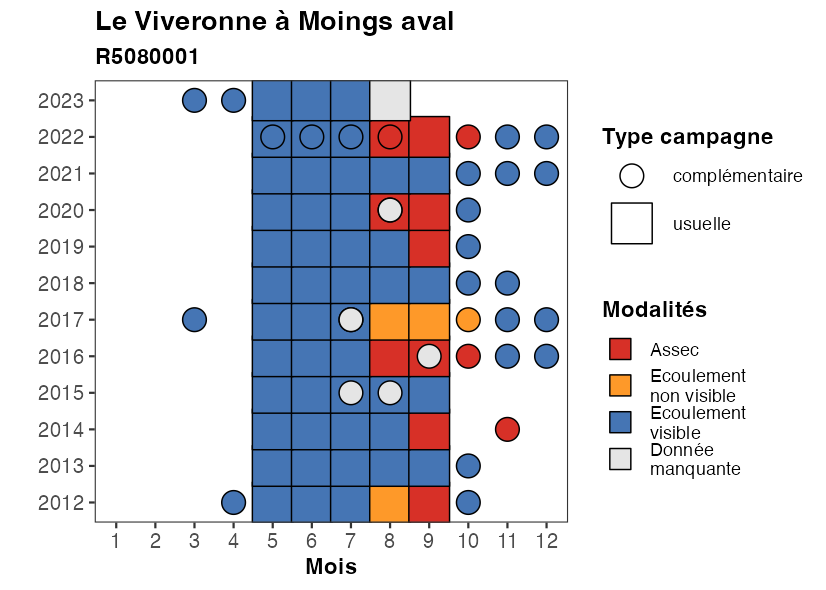 Le Viveronne à Moings aval
R5080001
2023
2022
2021
2020
2019
2018
2017
2016
2015
2014
2013
2012
1 2 3 4 5 6 7 8 9 10 11 12
Mois
Type campagne
complémentaire
usuelle
Modalités
Assec
Ecoulement
non visible
Ecoulement
visible
Donnée
manquante